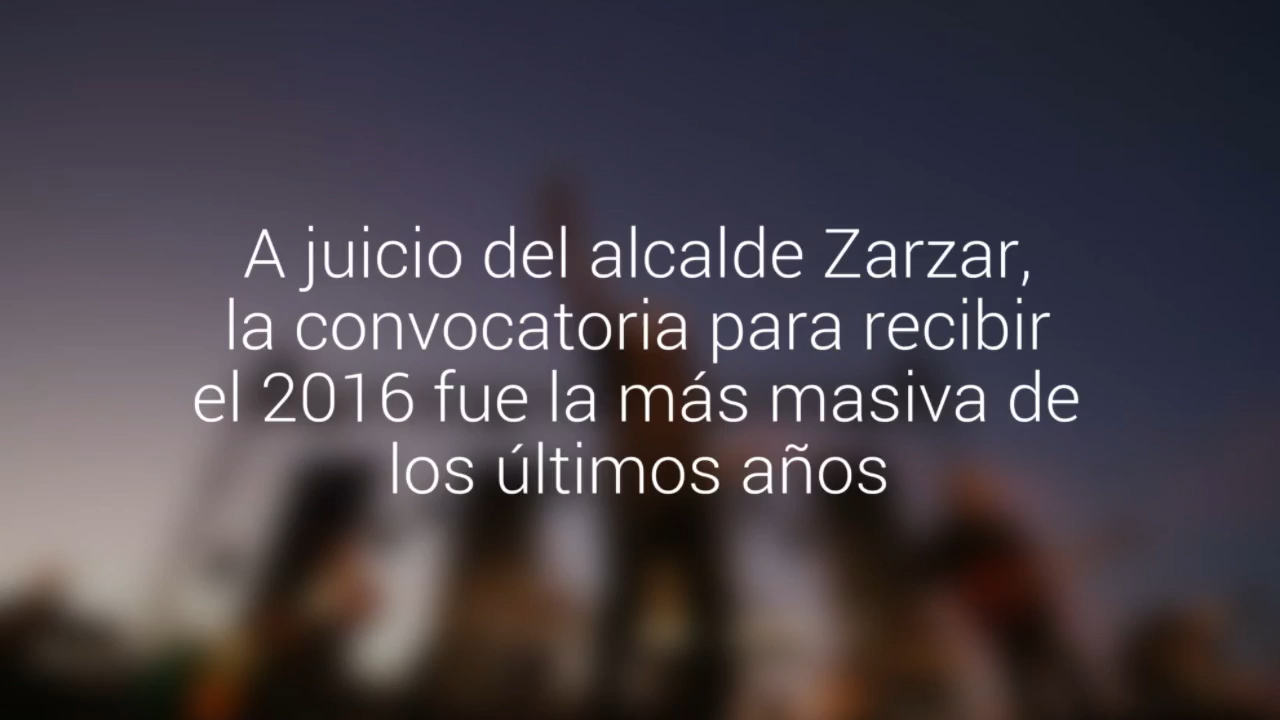 A juicio del alcalde Zarzar,
la convocatoria para recibir
el 2016 fue la más masiva de
los últimos años